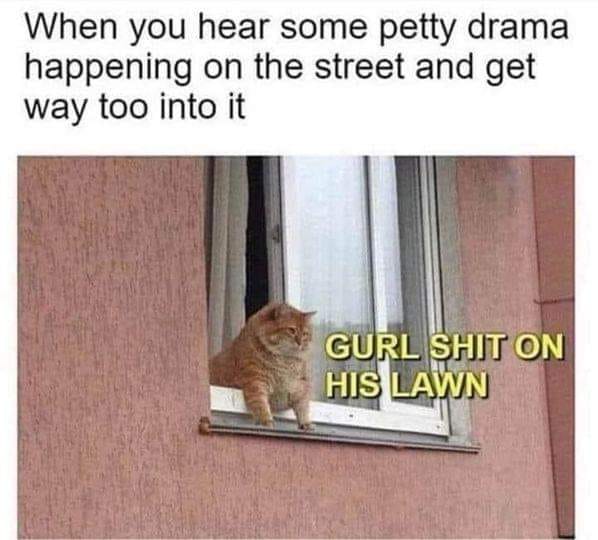 When you hear some petty drama
happening on the street and get
way too into it
GURL SHIT ON
HIS LAWN